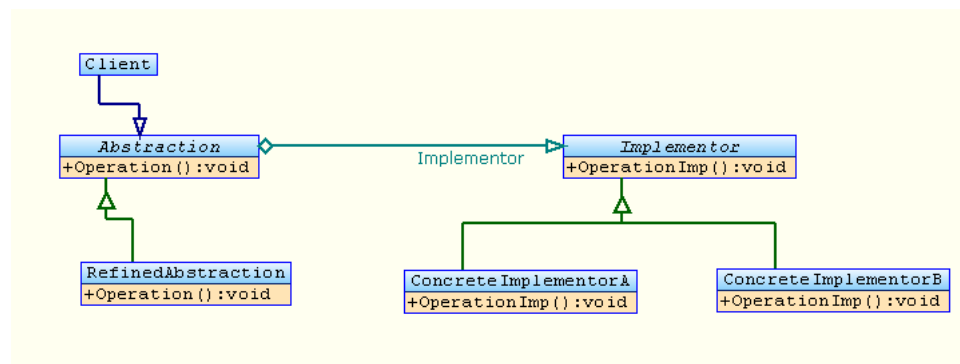 Client
Abstraction
+Operation():void
Implementor
Implementor
+OperationImp():void
RefinedAbstraction
+Operation():void
ConcreteImplementorA
+OperationImp():void
ConcreteImplementorB
+OperationImp():void